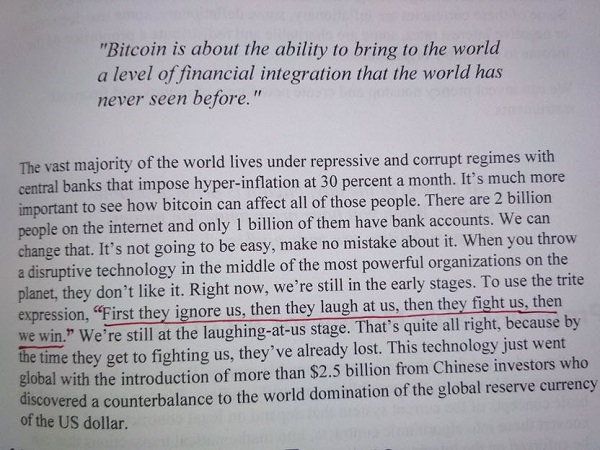 "Bitcoin is about the ability to bring to the world
a level of financial integration that the world has
never seen before."
The vast majority of the world lives under repressive and corrupt regimes with
central banks that impose hyper-inflation at 30 percent a month. It's much more
important to see how bitcoin can affect all of those people. There are 2 billion
people on the internet and only 1 billion of them have bank accounts. We can
change that. It's not going to be easy, make no mistake about it. When you throw
a disruptive technology in the middle of the most powerful organizations on the
planet, they don't like it. Right now, we're still in the early stages. To use the trite
expression, "First they ignore us, then they laugh at us, then they fight us, then
we win." We're still at the laughing-at-us stage. That's quite all right, because by
the time they get to fighting us, they've already lost. This technology just went
global with the introduction of more than $2.5 billion from Chinese investors who
discovered a counterbalance to the world domination of the global reserve currency
of the US dollar.